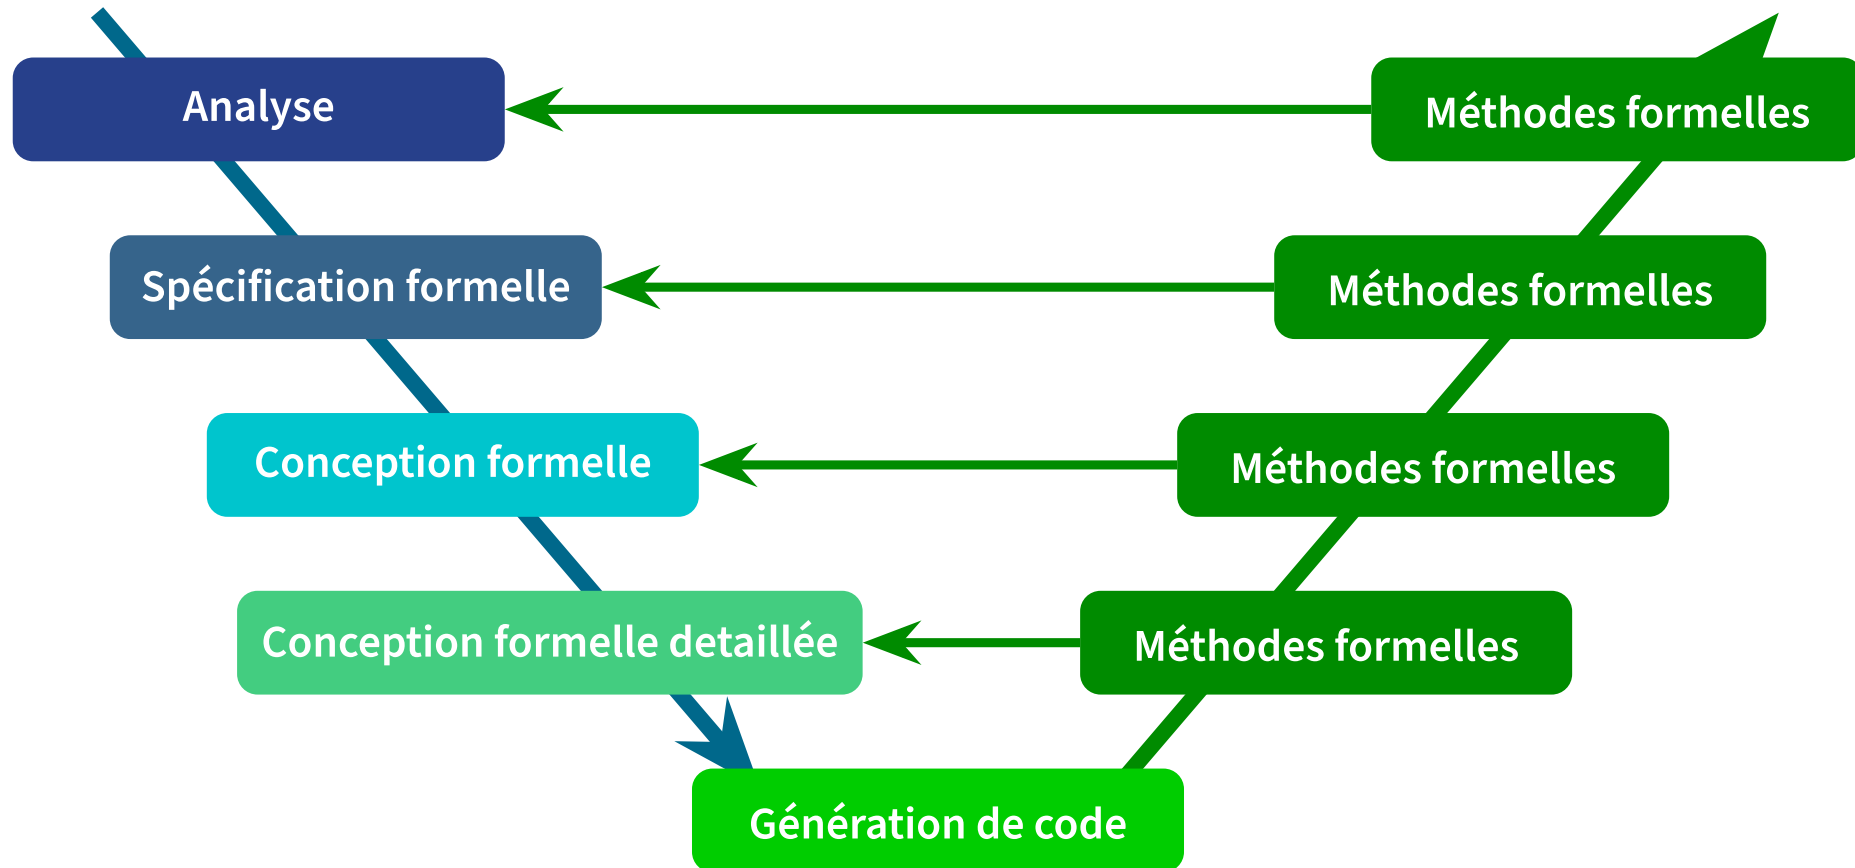 Analyse
Méthodes formelles
Spécification formelle
Méthodes formelles
Conception formelle
Méthodes formelles
Conception formelle detaillée
Méthodes formelles
Génération de code